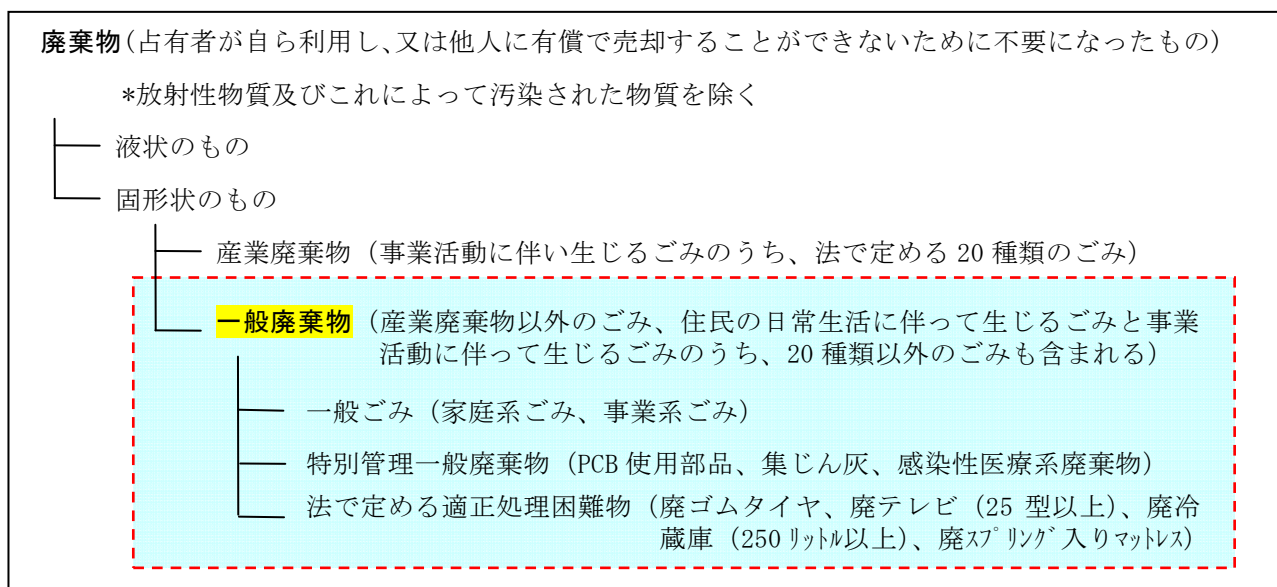 廃棄物(占有者が自ら利用し、又は他人に有償で売却することができないために不要になったもの)
*放射性物質及びこれによって汚染された物質を除く
液状のもの
固形状のもの
産業廃棄物（事業活動に伴い生じるごみのうち、法で定める 20 種類のごみ）
一般廃棄物（産業廃棄物以外のごみ、住民の日常生活に伴って生じるごみと事業
活動に伴って生じるごみのうち、20 種類以外のごみも含まれる）
一般ごみ（家庭系ごみ、事業系ごみ）
特別管理一般廃棄物（PCB 使用部品、集じん灰、感染性医療系廃棄物）
法で定める適正処理困難物（廃ゴムタイヤ、廃テレビ（25 型以上）、廃冷
蔵庫（250 ﾘｯﾄﾙ以上）、廃ｽﾌﾟﾘﾝｸﾞ入りﾏｯﾄﾚｽ）